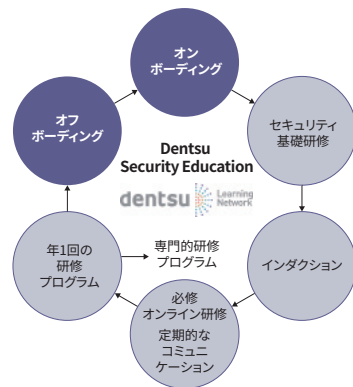 オン
ボーディング
オフ
ボーディング
セキュリティ
基礎研修
Dentsu
Security Education
dentsu Learning
Network
年1回の
研修
プログラム
専門的研修
プログラム
インダクション
必修
オンライン研修
定期的な
コミュニ
ケーション